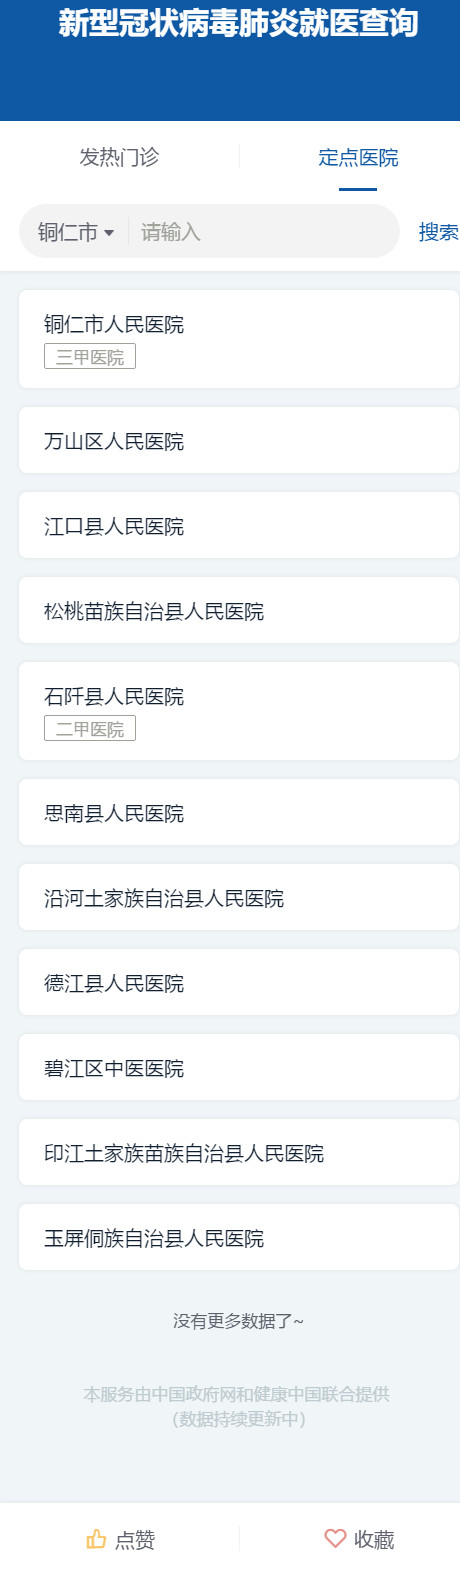 新型冠状病毒肺炎就医查询
发热门诊
定点医院
铜仁市
请输入
搜索
铜仁市人民医院
三甲医院
万山区人民医院
江口县人民医院
松桃苗族自治县人民医院
石阡县人民医院
二甲医院
思南县人民医院
沿河土家族自治县人民医院
德江县人民医院
碧江区中医医院
印江土家族苗族自治县人民医院
玉屏侗族自治县人民医院
没有更多数据了~
本服务由中国政府网和健康中国联合提供
(数据持续更新中)
点赞
收藏